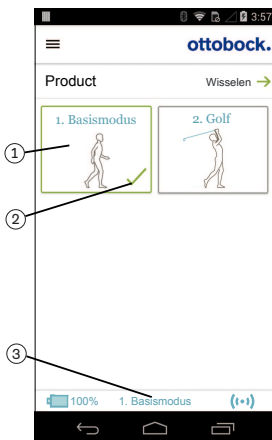 3:57
ottobock.
Product
Wisselen
1. Basismodus
2. Golf
1
2
3
100%
1. Basismodus